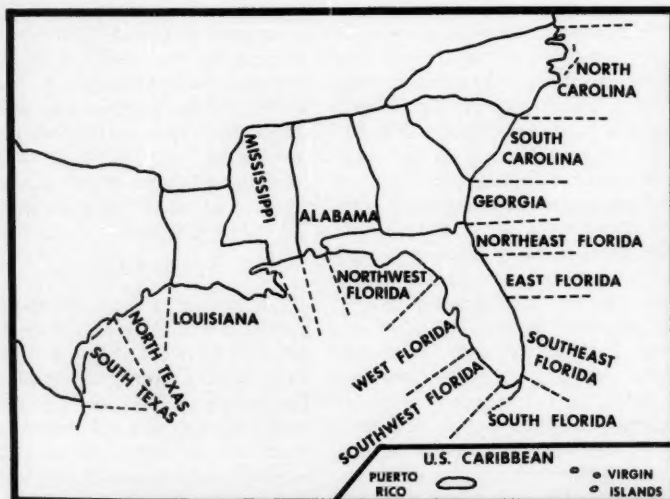 NORTH
CAROLINA
SOUTH
CAROLINA
GEORGIA
NORTHEAST FLORIDA
EAST FLORIDA
SOUTHEAST
FLORIDA
SOUTH FLORIDA
MISSISSIPPI
ALABAMA
NORTHWEST
FLORIDA
LOUISIANA
NORTH TEXAS
SOUTH TEXAS
WEST FLORIDA
SOUTHWEST FLORIDA
U.S. CARIBBEAN
PUERTO
RICO
VIRGIN
ISLANDS